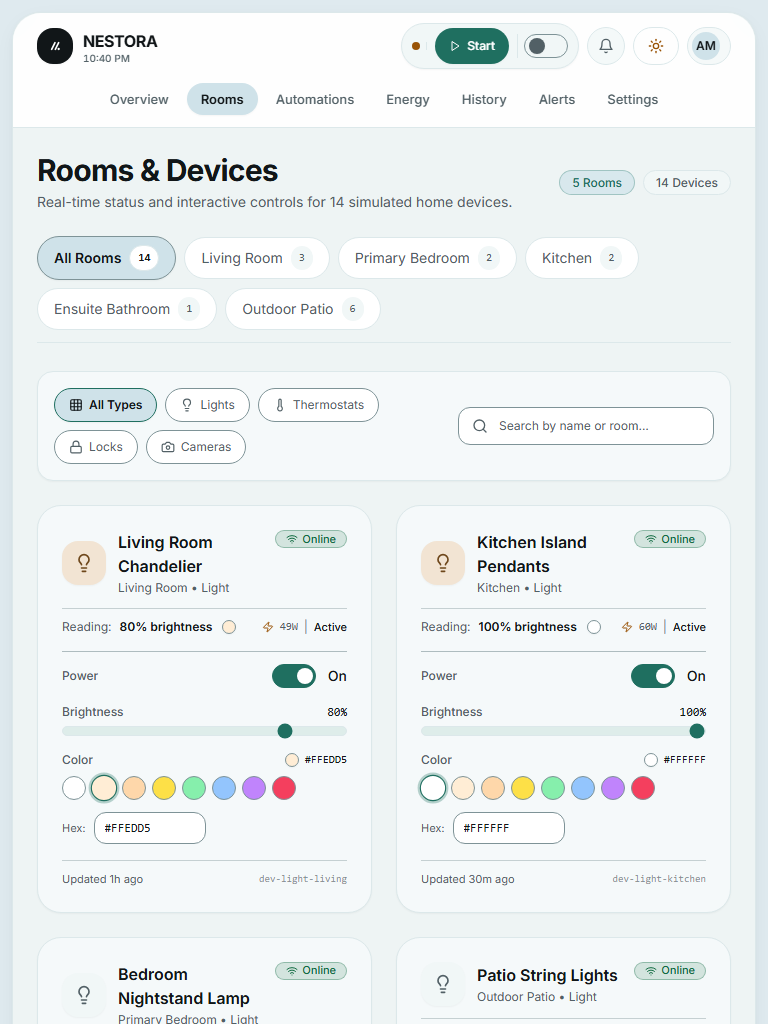 NESTORA
10:40 PM
Start
AM
Overview
Rooms
Automations
Energy
History
Alerts
Settings
Rooms & Devices
Real-time status and interactive controls for 14 simulated home devices.
5 Rooms
14 Devices
All Rooms 14
Living Room 3
Primary Bedroom 2
Kitchen 2
Ensuite Bathroom 1
Outdoor Patio 6
All Types
Lights
Thermostats
Locks
Cameras
Search by name or room...
Living Room
Chandelier
Living Room • Light
Online
Reading: 80% brightness
49W | Active
Power
On
Brightness
80%
Color
#FFEDD5
Hex: #FFEDD5
Updated 1h ago
dev-light-living
Kitchen Island
Pendants
Kitchen • Light
Online
Reading: 100% brightness
60W | Active
Power
On
Brightness
100%
Color
#FFFFFF
Hex: #FFFFFF
Updated 30m ago
dev-light-kitchen
Bedroom
Nightstand Lamp
Primary Bedroom • Light
Online
Patio String Lights
Outdoor Patio • Light
Online